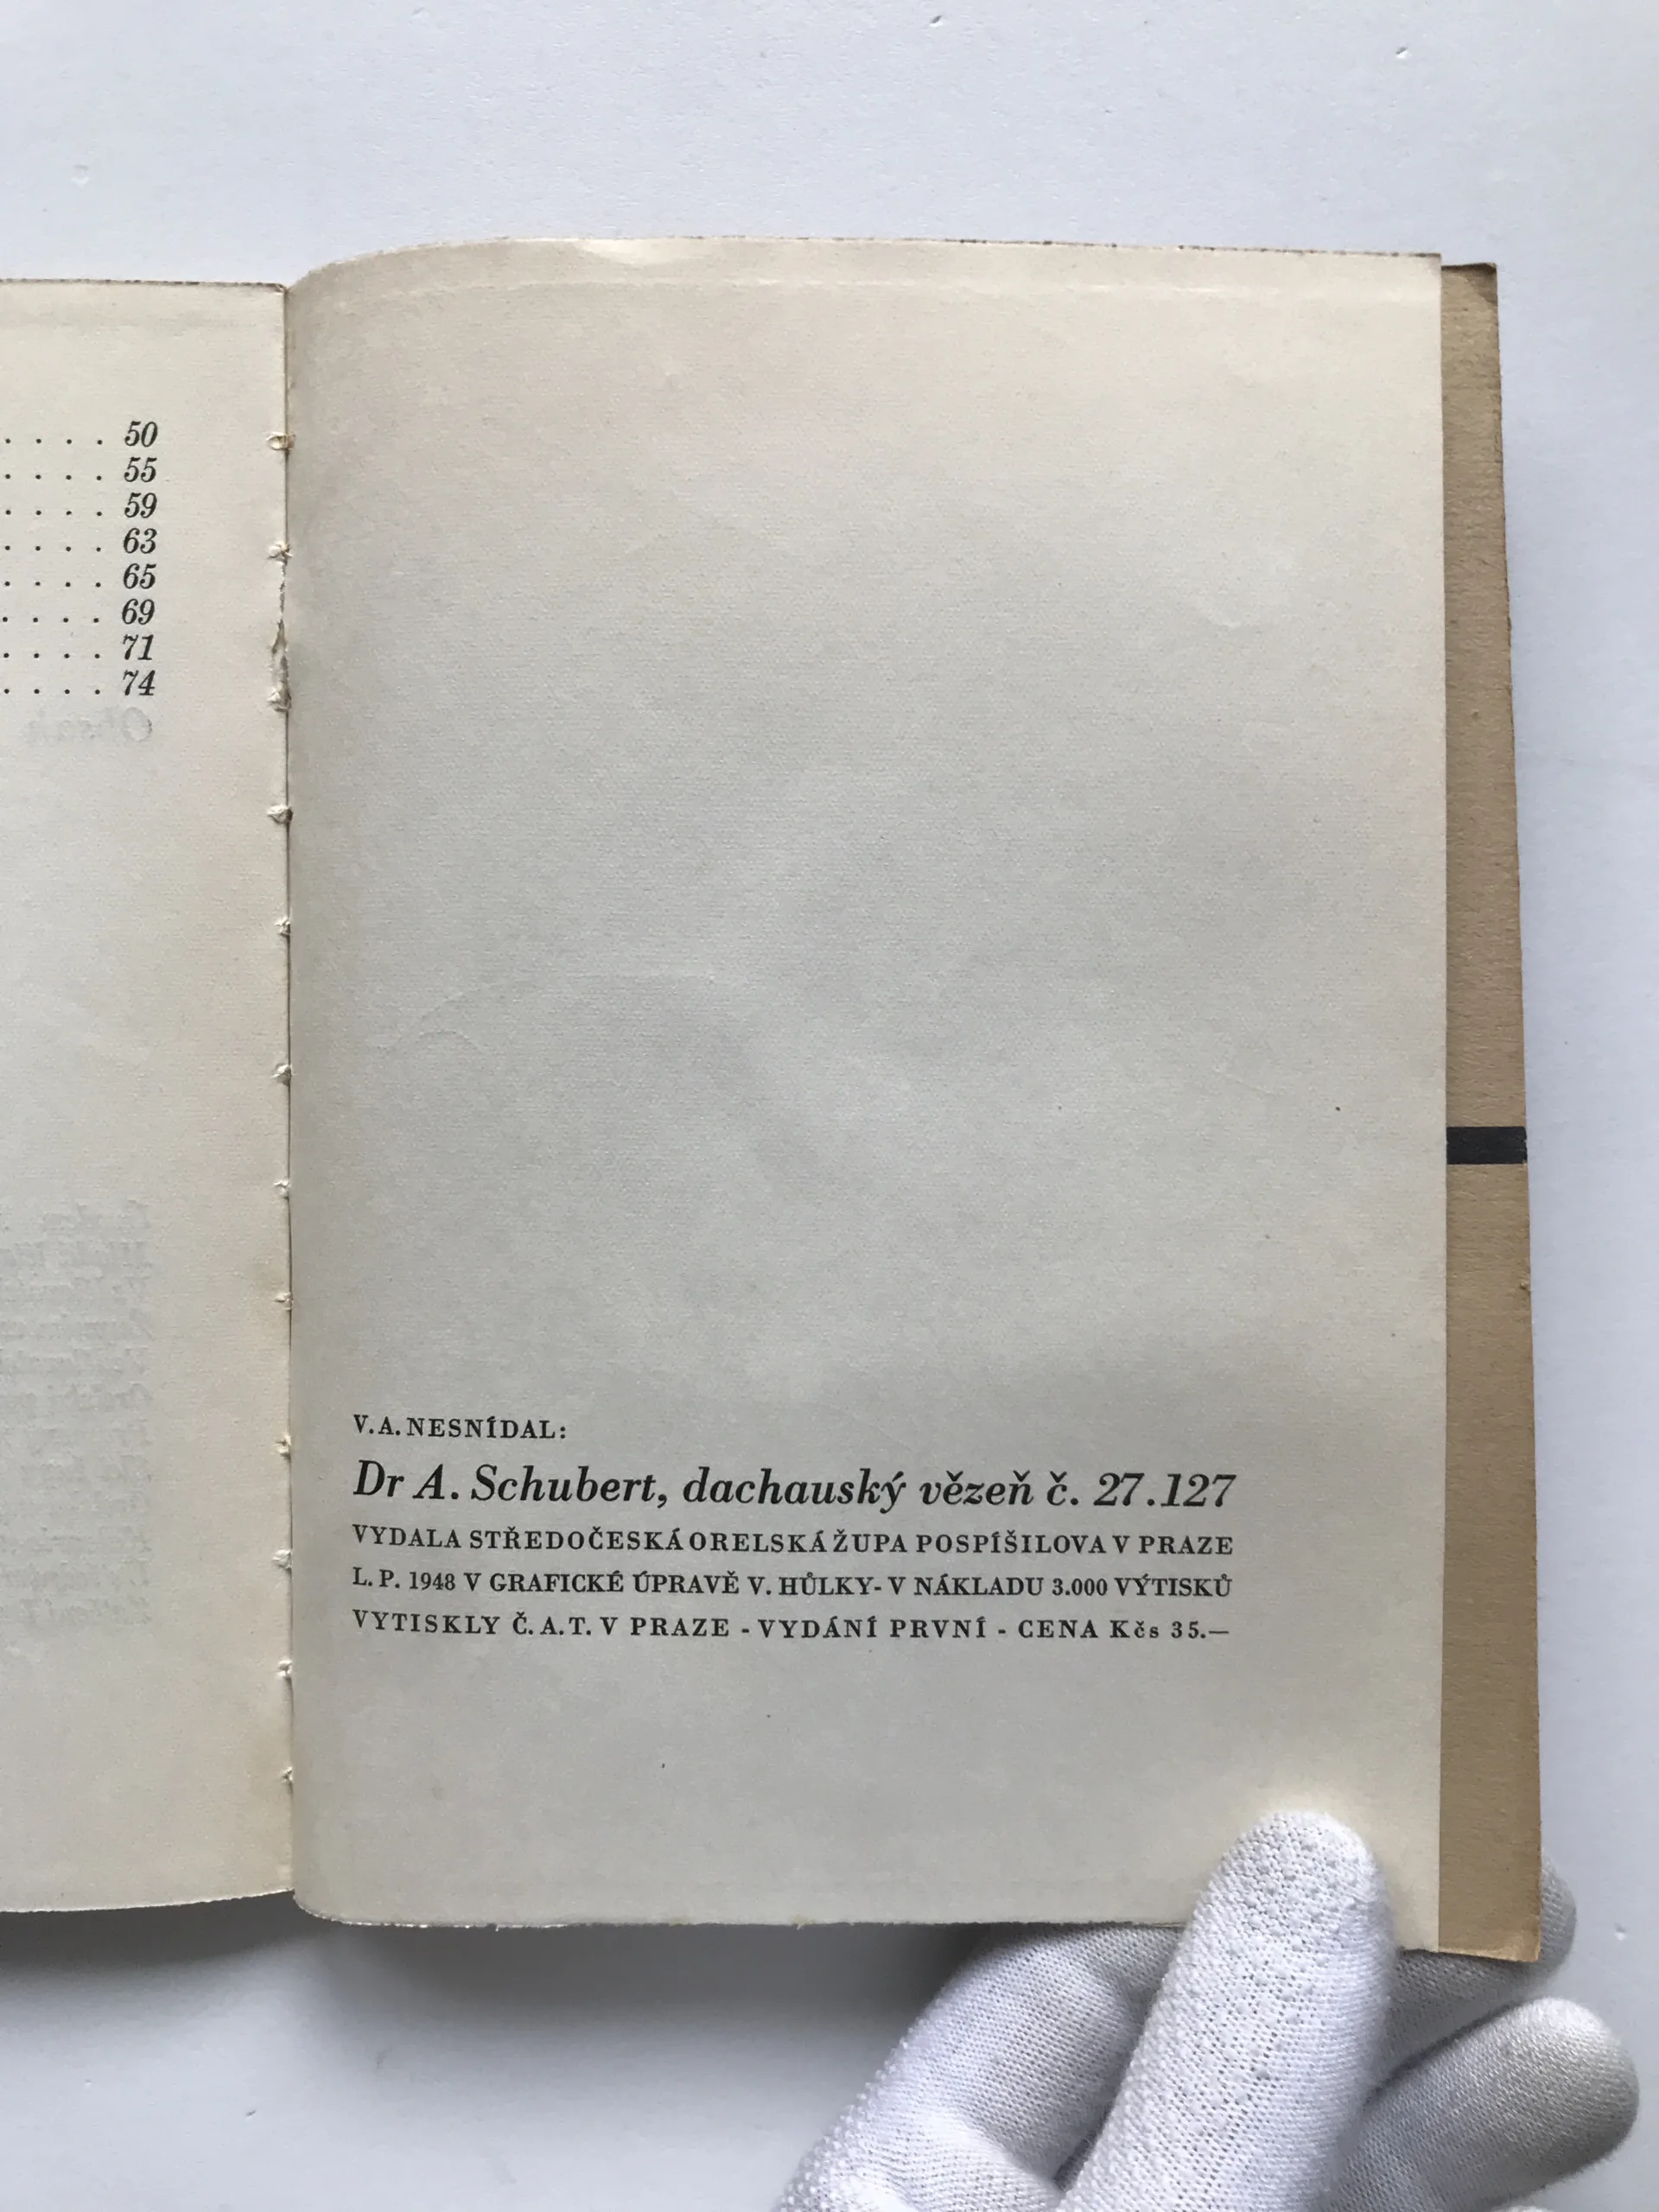 . . . . 50
. . . . 55
. . . . 59
. . . . 63
. . . . 65
. . . . 69
. . . . 71
. . . . 74
Obsah
V. A. NESNÍDAL:
Dr A. Schubert, dachauský vězeň č. 27.127
VYDALA STŘEDOČESKÁ ORELSKÁ ŽUPA POSPÍŠILOVA V PRAZE
L. P. 1948 V GRAFICKÉ ÚPRAVĚ V. HŮLKY - V NÁKLADU 3.000 VÝTISKŮ
VYTISKLY Č. A. T. V PRAZE - VYDÁNÍ PRVNÍ - CENA Kčs 35.—